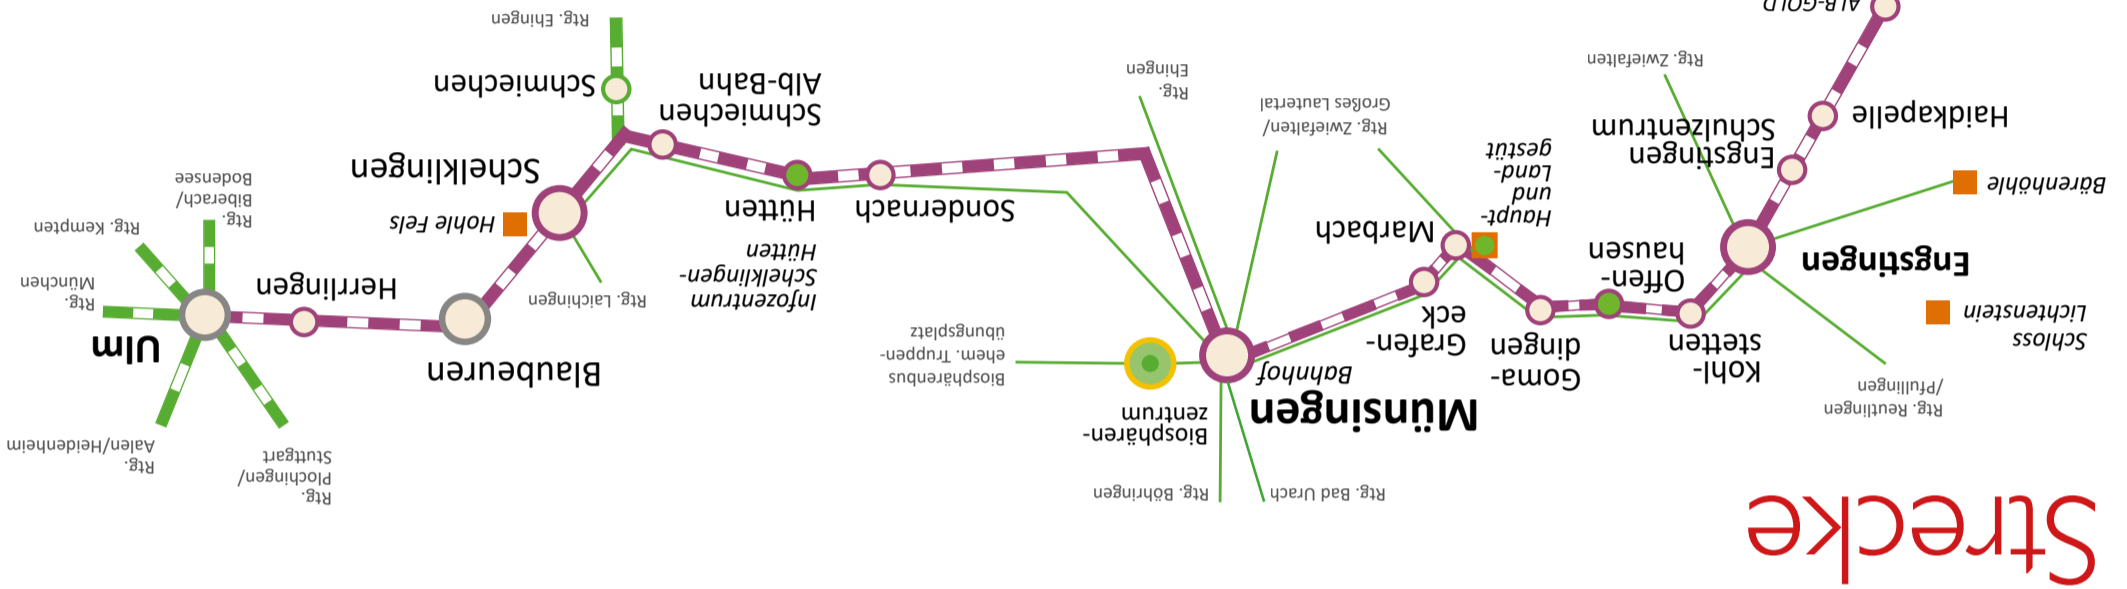 Strecke
Rtg. Bad Urach
Rtg. Böhringen
Rtg.
Plochingen/
Stuttgart
Rtg.
Aalen/Heidenheim
Biosphären-
zentrum
Münsingen
Bahnhof
Rtg. Reutlingen
/Pfullingen
Biosphärenbus
ehem. Truppen-
übungsplatz
Goma-
dingen
Kohl-
stetten
Blaubeuren
Ulm
Grafen-
eck
Schloss
Lichtenstein
Rtg.
München
Herrlingen
Infozentrum
Schelklingen-
Hütten
Rtg. Laichingen
Engstingen
Offen-
hausen
Marbach
Haupt-
und
Land-
gestüt
Rtg. Kempten
Hohle Fels
Rtg.
Biberach/
Bodensee
Sondernach
Hütten
Bärenhöhle
Schelklingen
Engstingen
Schulzentrum
Rtg. Zwiefalten/
Großes Lautertal
Haidkapelle
Schmiechen
Alb-Bahn
Schmiechen
Rtg.
Ehingen
Rtg. Zwiefalten
Rtg. Ehingen
ALB-GOLD